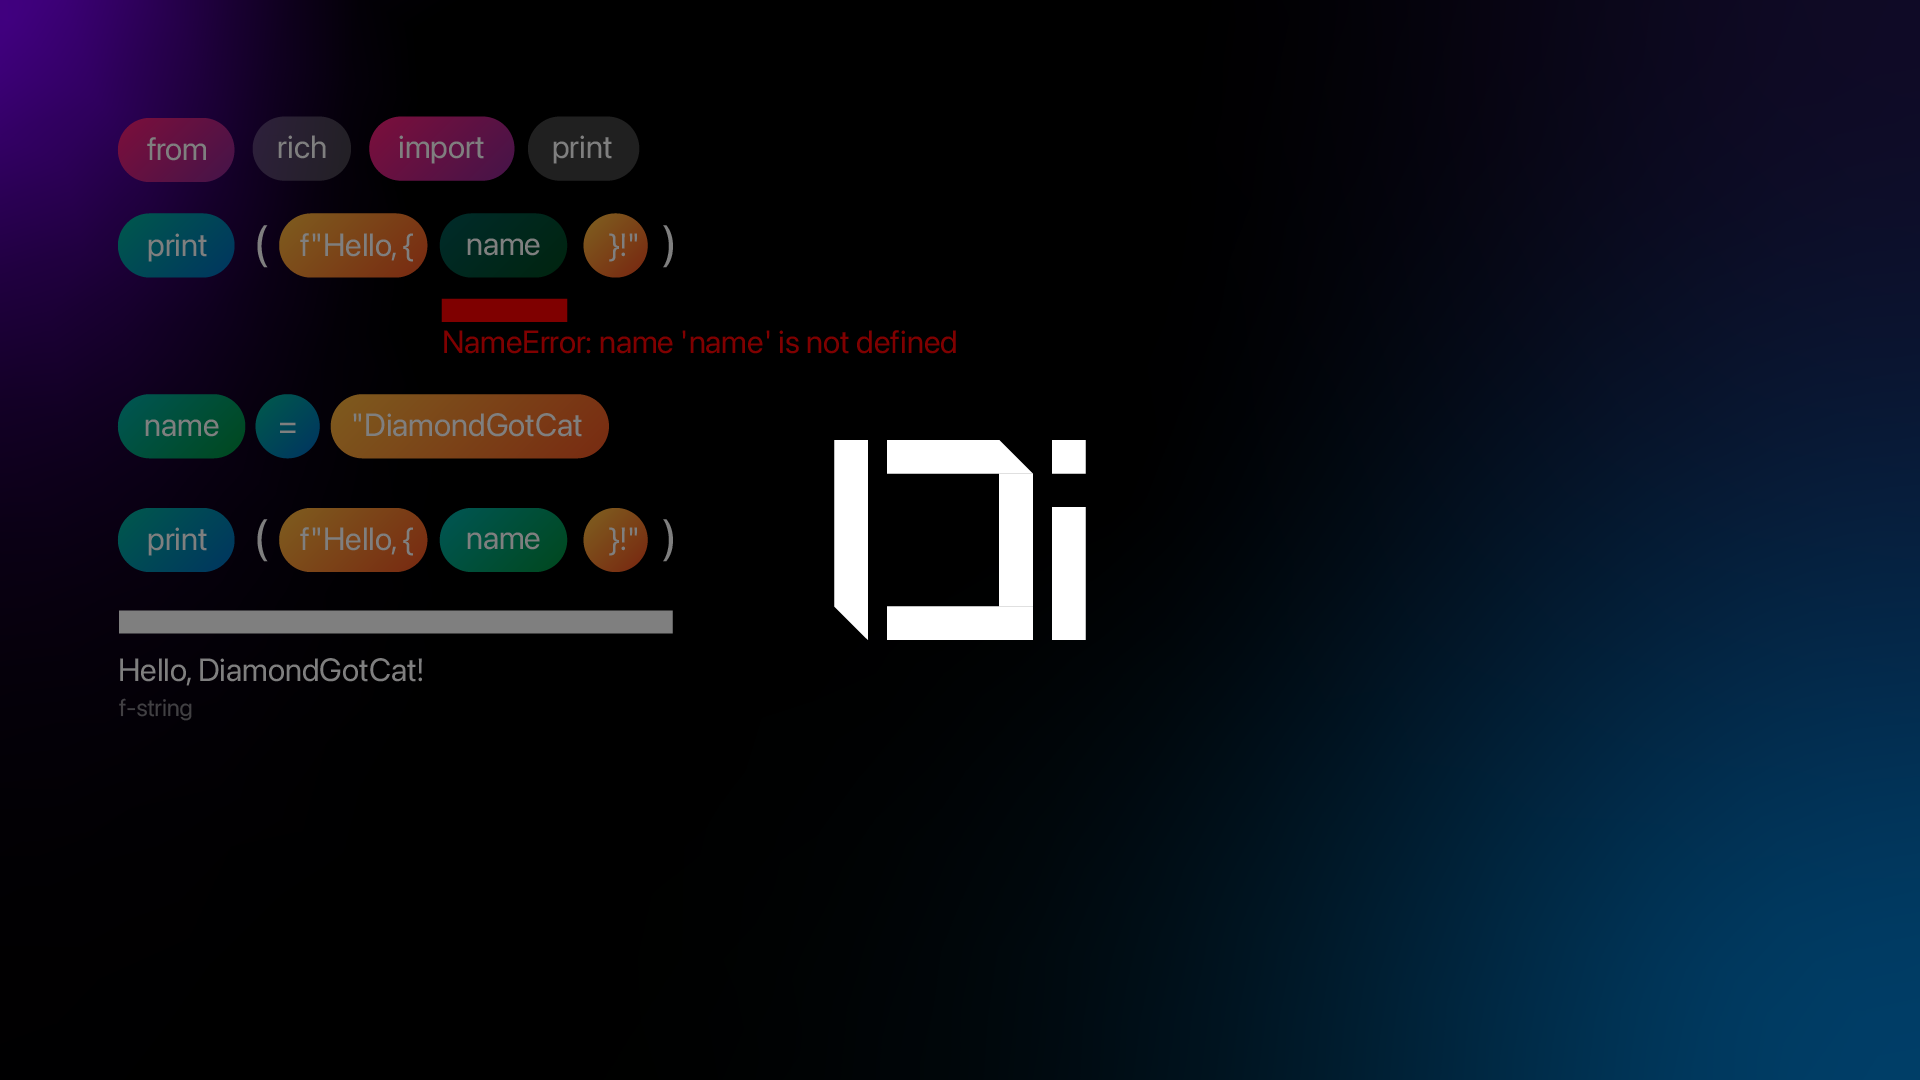 from rich import print
print ( f"Hello, { name }!" )
NameError: name 'name' is not defined
name = "DiamondGotCat
print ( f"Hello, { name }!" )
Hello, DiamondGotCat!
f-string
Di